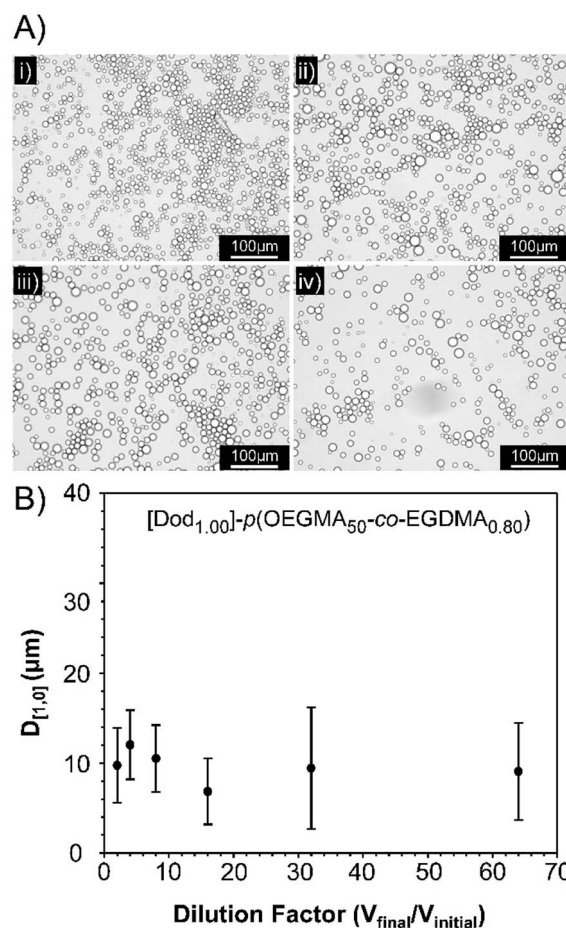 A)
i)
ii)
100µm
100µm
iii)
iv)
100µm
100µm
B)
40
[Dod1.00]-p(OEGMA50-co-EGDMA0.80)
30
20
10
0
D[1,0] (µm)
0 10 20 30 40 50 60 70
Dilution Factor (Vfinal/Vinitial)